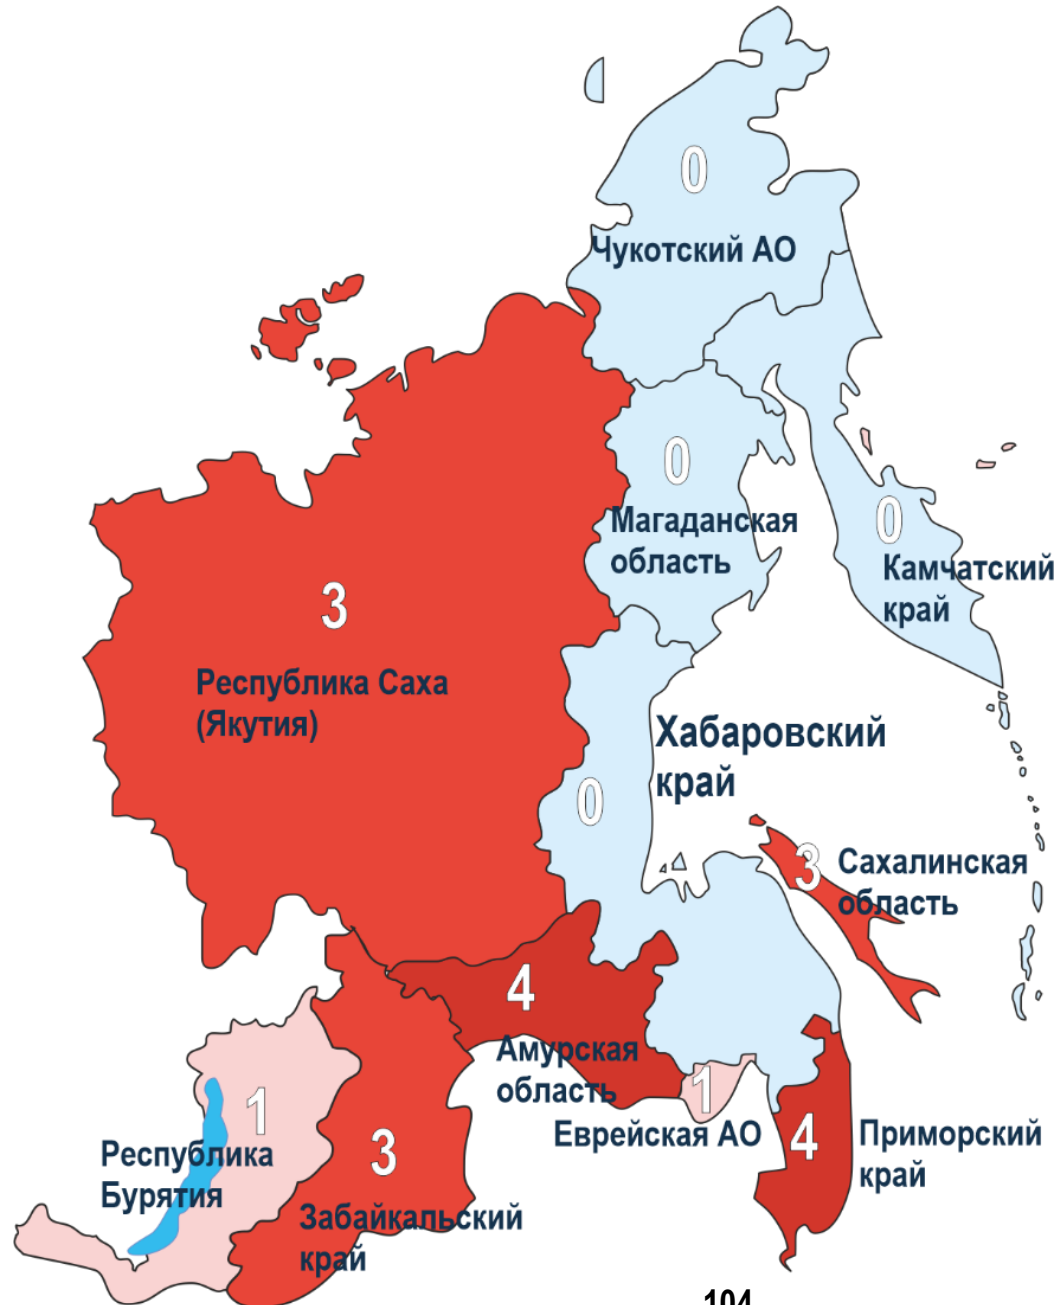 0
Чукотский АО
0
Магаданская
область
0
Камчатский
край
3
Республика Саха
(Якутия)
Хабаровский
край
0
3
Сахалинская
область
4
Амурская
область
1
Еврейская АО
4
Приморский
край
1
Республика
Бурятия
3
Забайкальский
край
104